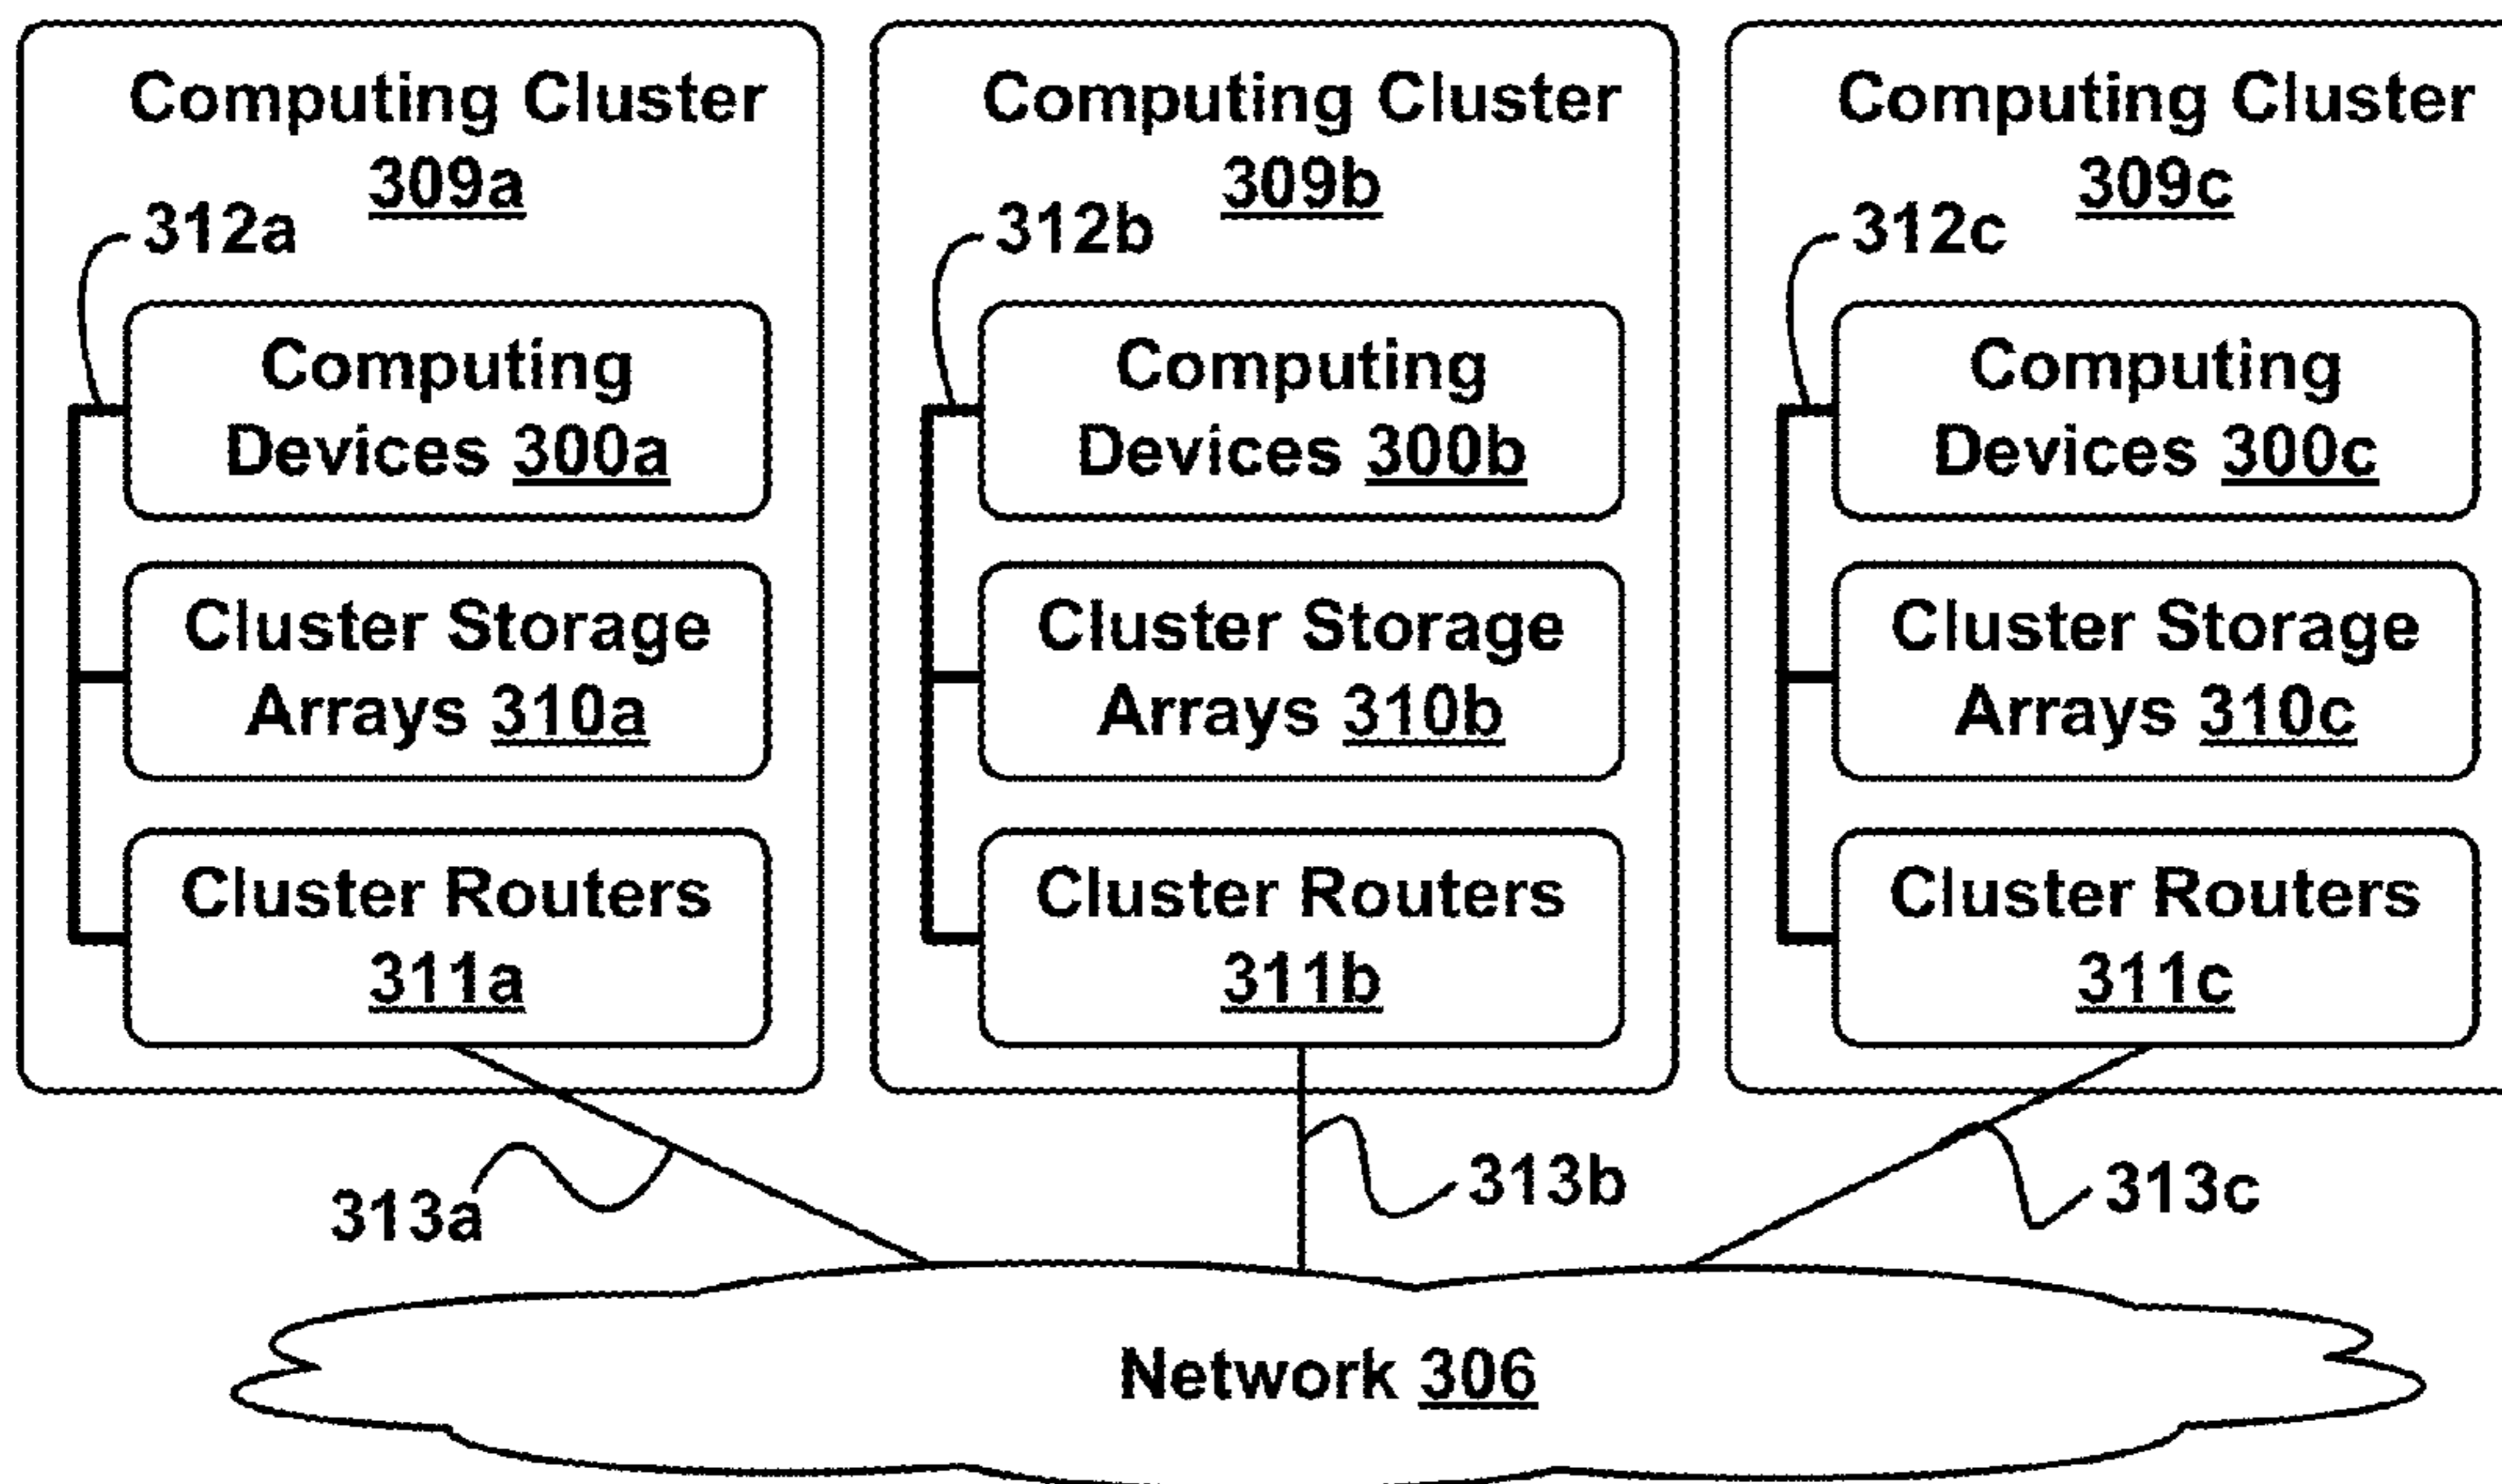 Computing Cluster
309a
312a
Computing
Devices 300a
Cluster Storage
Arrays 310a
Cluster Routers
311a
Computing Cluster
309b
312b
Computing
Devices 300b
Cluster Storage
Arrays 310b
Cluster Routers
311b
Computing Cluster
309c
312c
Computing
Devices 300c
Cluster Storage
Arrays 310c
Cluster Routers
311c
313a
313b
313c
Network 306